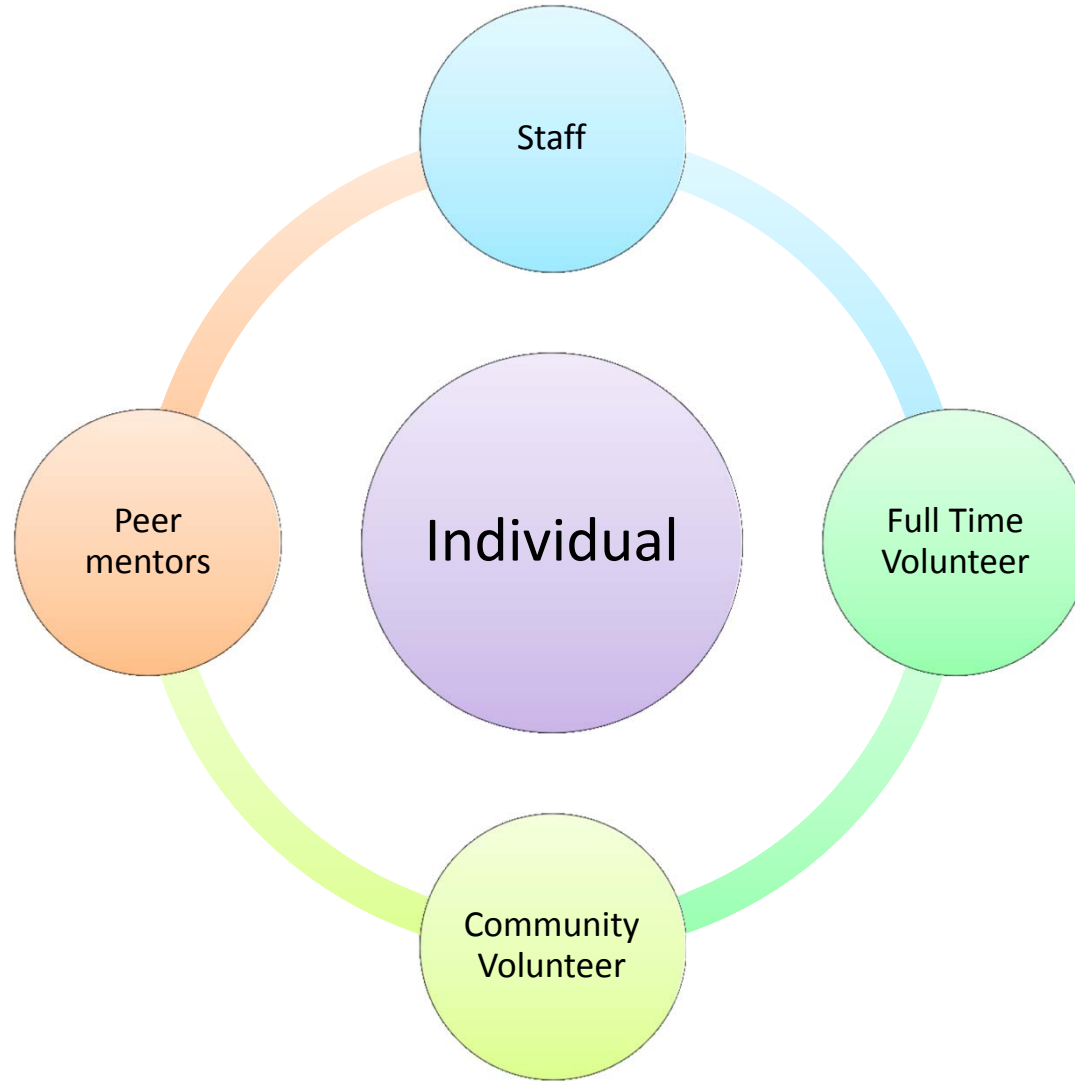 Staff
Peer
mentors
Individual
Full Time
Volunteer
Community
Volunteer